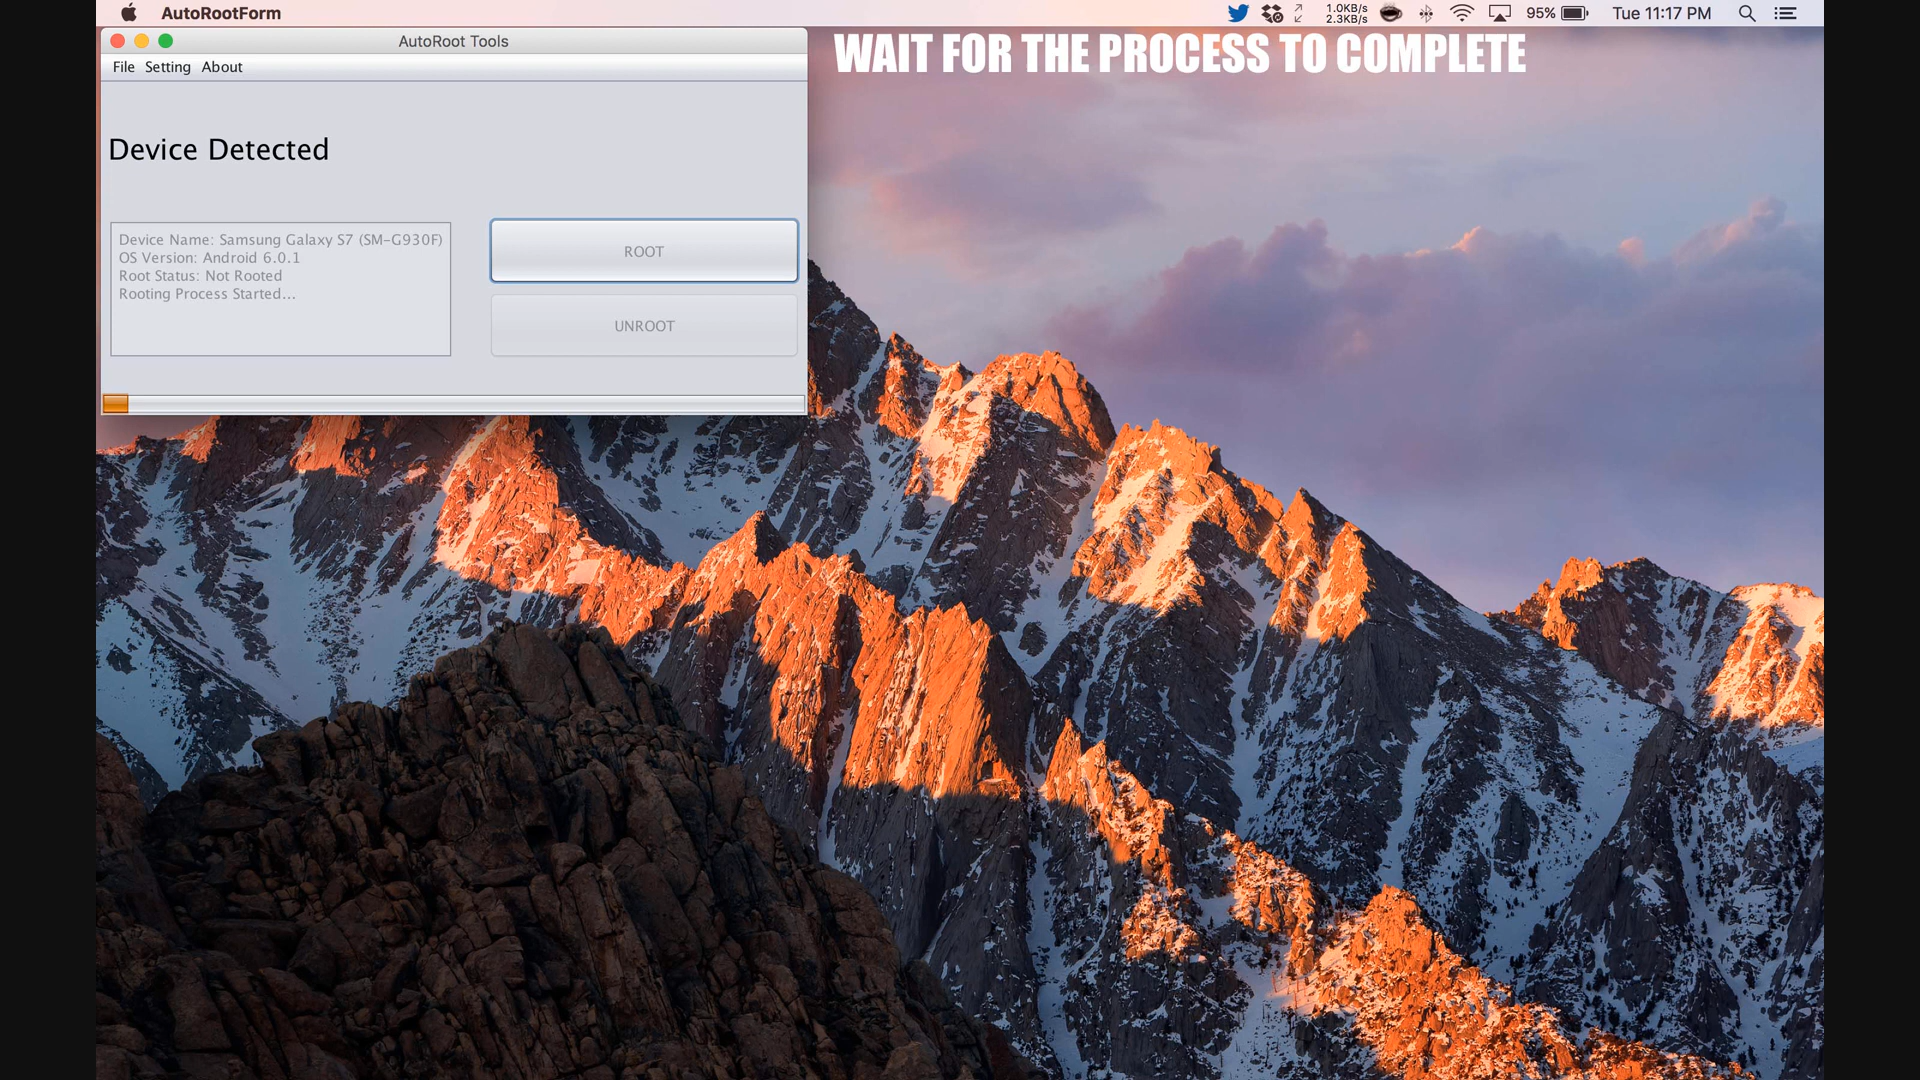 AutoRootForm
1.0KB/s
2.3KB/s
95%
Tue 11:17 PM
AutoRoot Tools
WAIT FOR THE PROCESS TO COMPLETE
File Setting About
Device Detected
Device Name: Samsung Galaxy S7 (SM-G930F)
OS Version: Android 6.0.1
Root Status: Not Rooted
Rooting Process Started...
ROOT
UNROOT